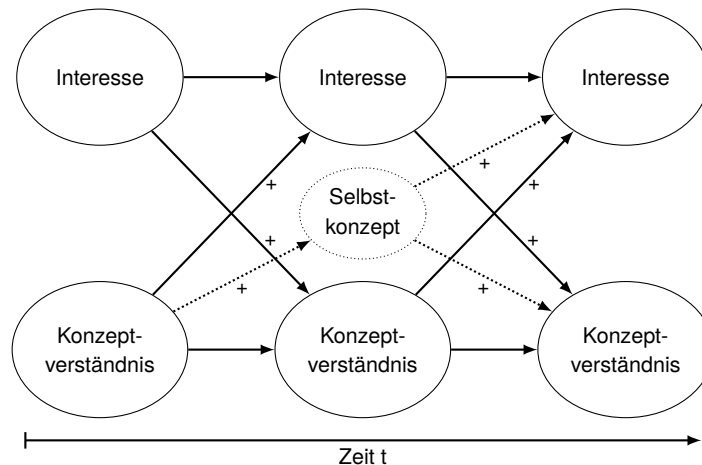 Interesse
Interesse
Interesse
+
+
+
Selbst-
konzept
+
+
+
+
Konzept-
verständnis
Konzept-
verständnis
Konzept-
verständnis
Zeit t